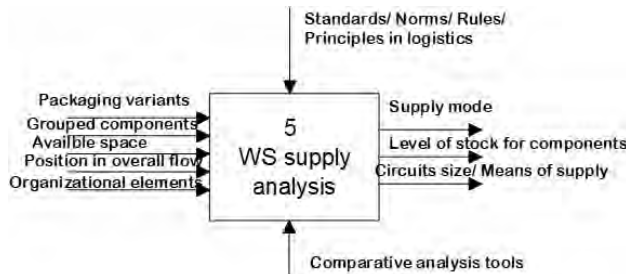 Standards/ Norms/ Rules/
Principles in logistics
Packaging variants
Grouped components
Availble space
Position in overall flow
Organizational elements
5
WS supply
analysis
Supply mode
Level of stock for components
Circuits size/ Means of supply
Comparative analysis tools